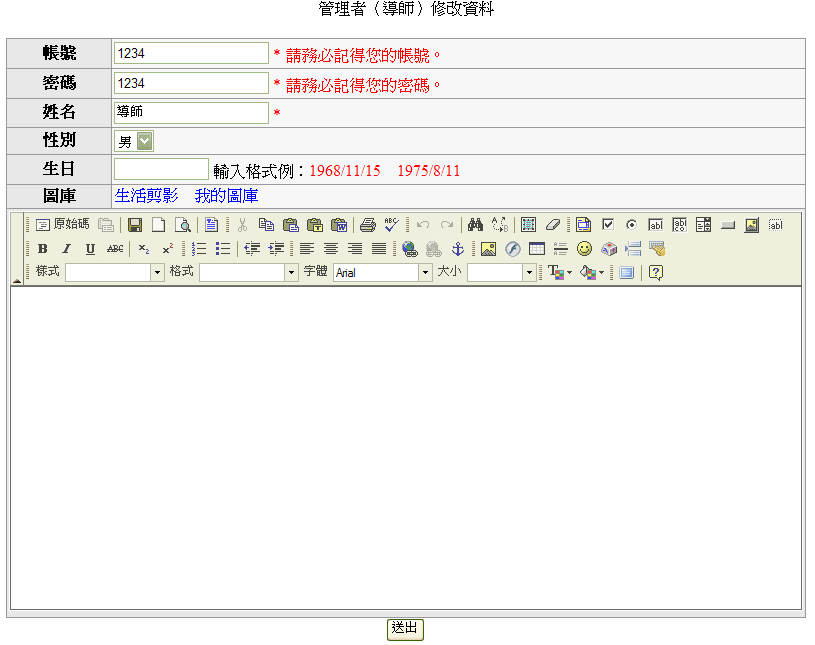 管理者（導師）修改資料
帳號 1234 * 請務必記得您的帳號。
密碼 1234 * 請務必記得您的密碼。
姓名 導師 *
性別 男
生日 輸入格式例：1968/11/15 1975/8/11
圖庫 生活剪影 我的圖庫
原始碼
B I U ABC
樣式 格式 字體 Arial 大小
送出